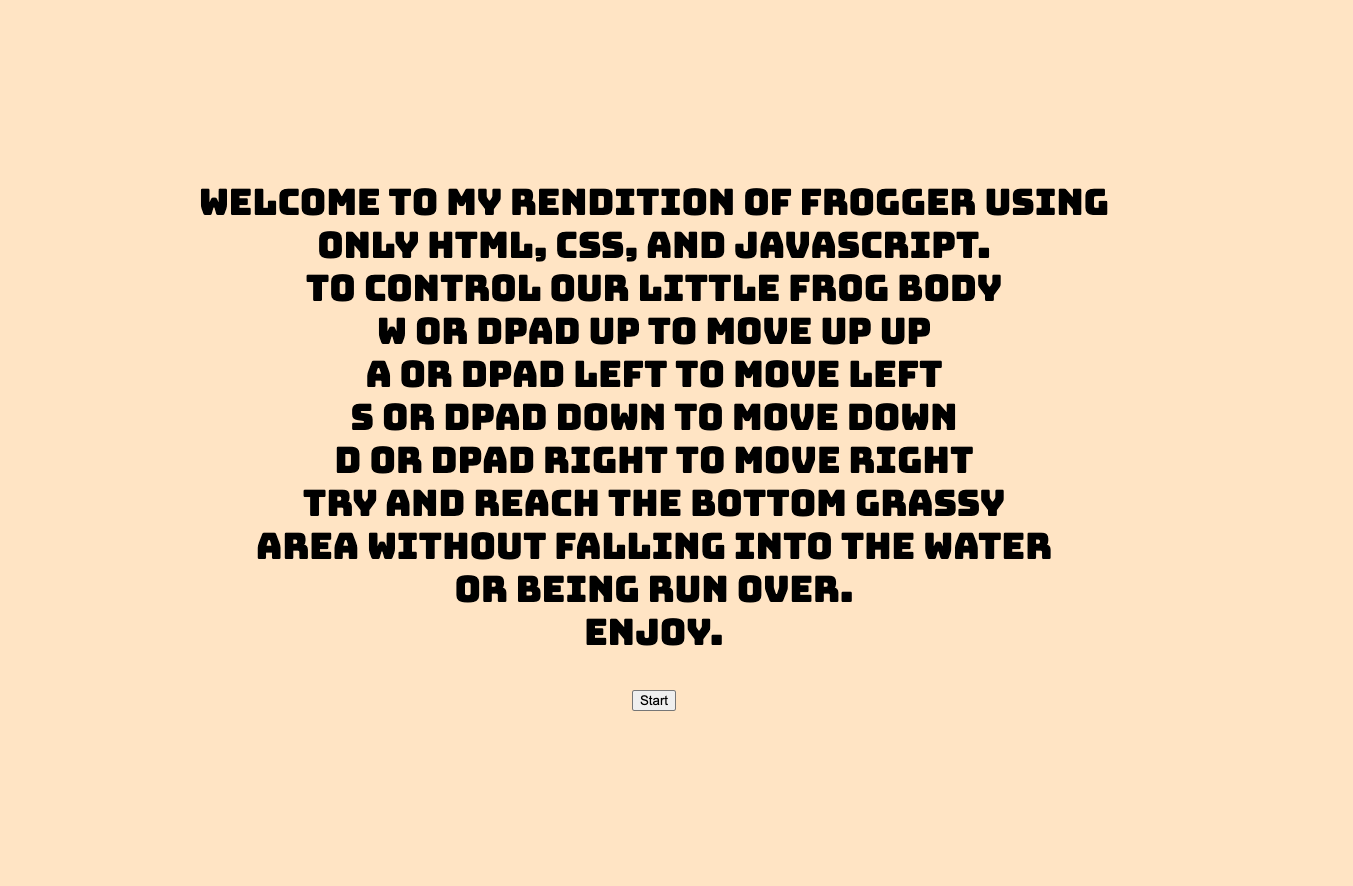 WELCOME TO MY RENDITION OF FROGGER USING
ONLY HTML, CSS, AND JAVASCRIPT.
TO CONTROL OUR LITTLE FROG BODY
W OR DPAD UP TO MOVE UP UP
A OR DPAD LEFT TO MOVE LEFT
S OR DPAD DOWN TO MOVE DOWN
D OR DPAD RIGHT TO MOVE RIGHT
TRY AND REACH THE BOTTOM GRASSY
AREA WITHOUT FALLING INTO THE WATER
OR BEING RUN OVER.
ENJOY.
Start